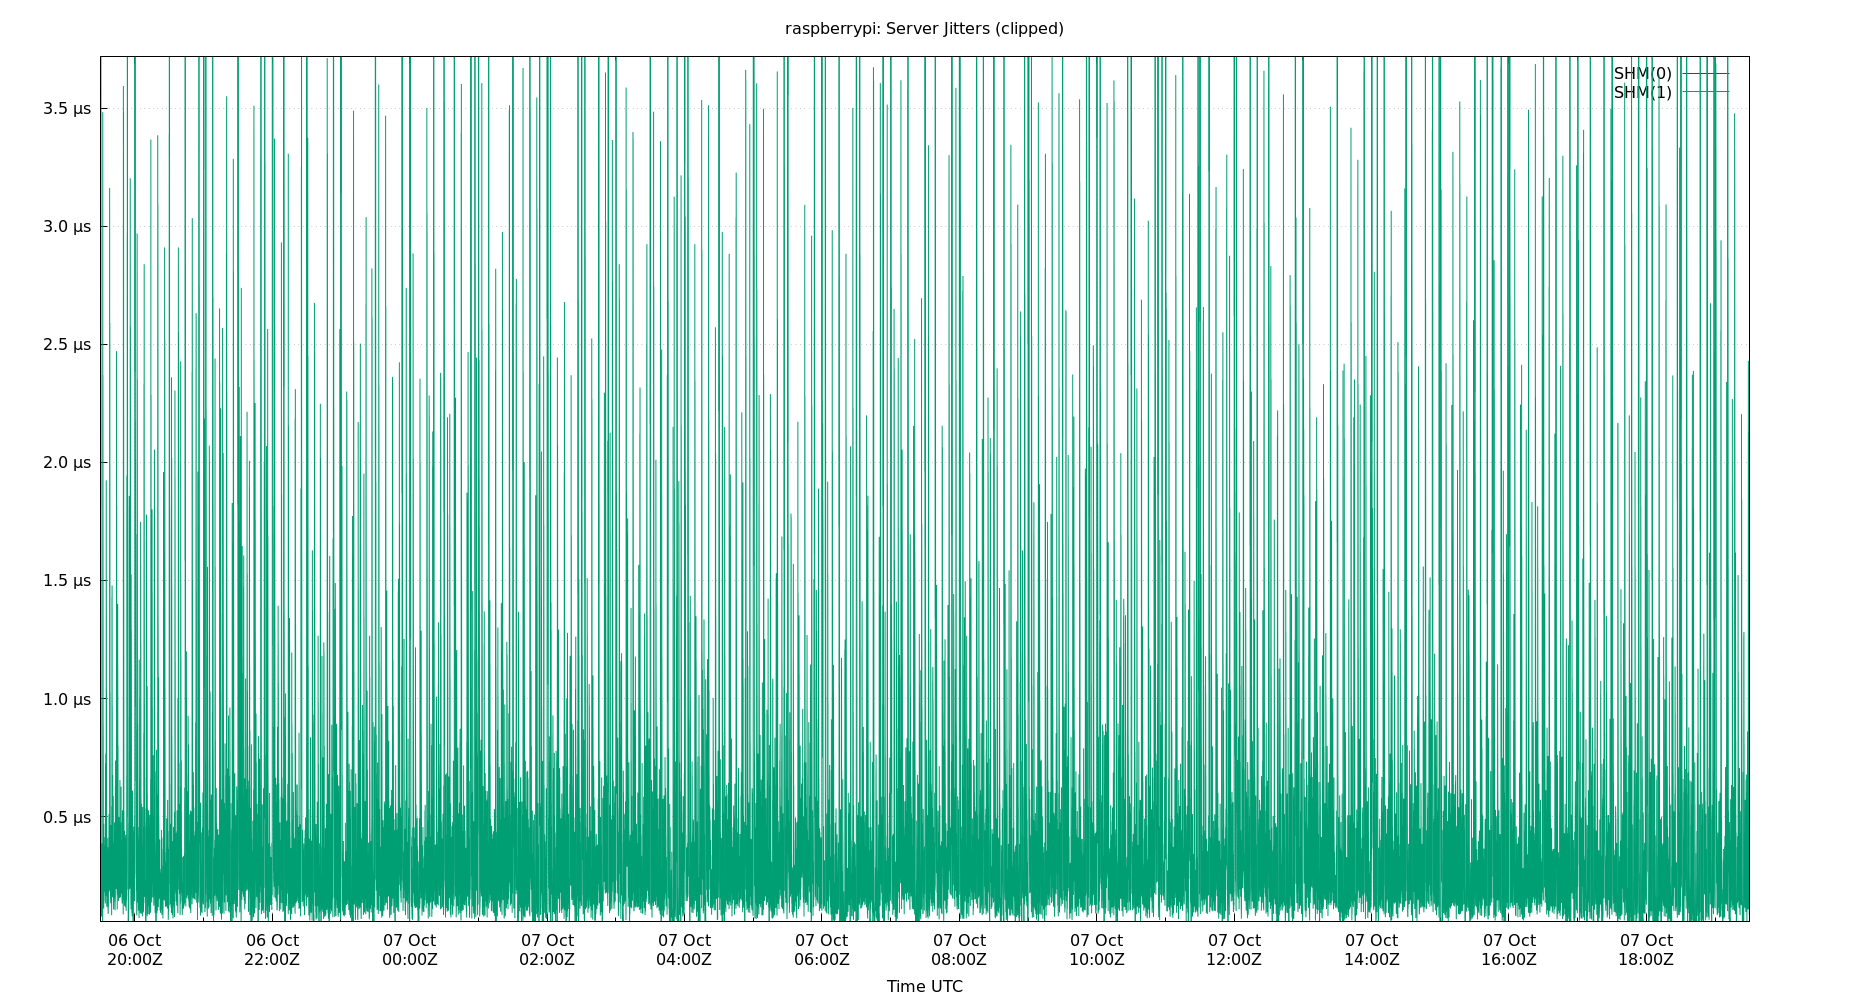 raspberrypi: Server Jitters (clipped)
SHM(0)
SHM(1)
3.5 µs
3.0 µs
2.5 µs
2.0 µs
1.5 µs
1.0 µs
0.5 µs
06 Oct 06 Oct 07 Oct 07 Oct 07 Oct 07 Oct 07 Oct 07 Oct 07 Oct 07 Oct 07 Oct 07 Oct
20:00Z 22:00Z 00:00Z 02:00Z 04:00Z 06:00Z 08:00Z 10:00Z 12:00Z 14:00Z 16:00Z 18:00Z
Time UTC